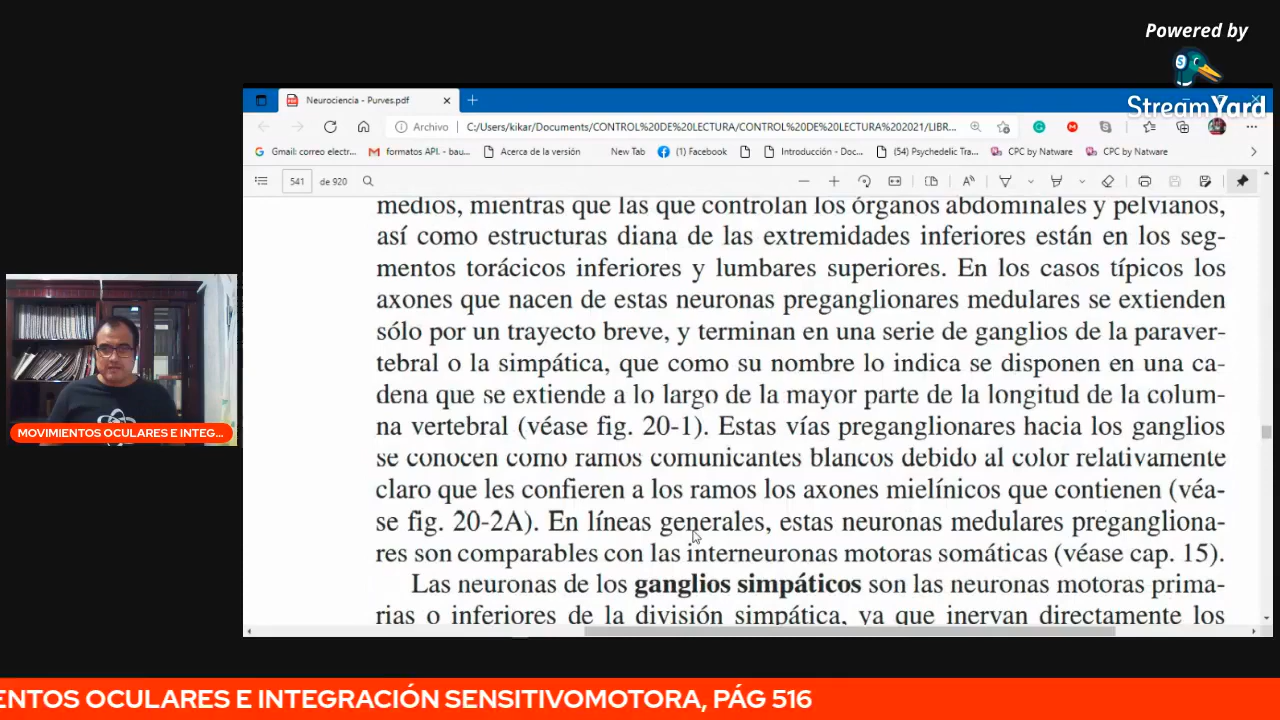 Powered by
StreamYard
Neurociencia - Purves.pdf
Archivo C:/Users/kikar/Documents/CONTROL%20DE%20LECTURA/CONTROL%20DE%20LECTURA%202021/LIBR...
Gmail: correo electr... formatos API. - bau... Acerca de la versión New Tab (1) Facebook Introducción - Doc... (54) Psychedelic Tra... CPC by Natware CPC by Natware
541 de 920
medios, mientras que las que controlan los órganos abdominales y pelvianos,
así como estructuras diana de las extremidades inferiores están en los seg-
mentos torácicos inferiores y lumbares superiores. En los casos típicos los
axones que nacen de estas neuronas preganglionares medulares se extienden
sólo por un trayecto breve, y terminan en una serie de ganglios de la paraver-
tebral o la simpática, que como su nombre lo indica se disponen en una ca-
dena que se extiende a lo largo de la mayor parte de la longitud de la colum-
na vertebral (véase fig. 20-1). Estas vías preganglionares hacia los ganglios
se conocen como ramos comunicantes blancos debido al color relativamente
claro que les confieren a los ramos los axones mielínicos que contienen (véa-
se fig. 20-2A). En líneas generales, estas neuronas medulares preganglionа-
res son comparables con las interneuronas motoras somáticas (véase cap. 15).
Las neuronas de los ganglios simpáticos son las neuronas motoras prima-
rias o inferiores de la división simpática, ya que inervan directamente los
MOVIMIENTOS OCULARES E INTEG...
ENTOS OCULARES E INTEGRACIÓN SENSITIVOMOTORA, PÁG 516